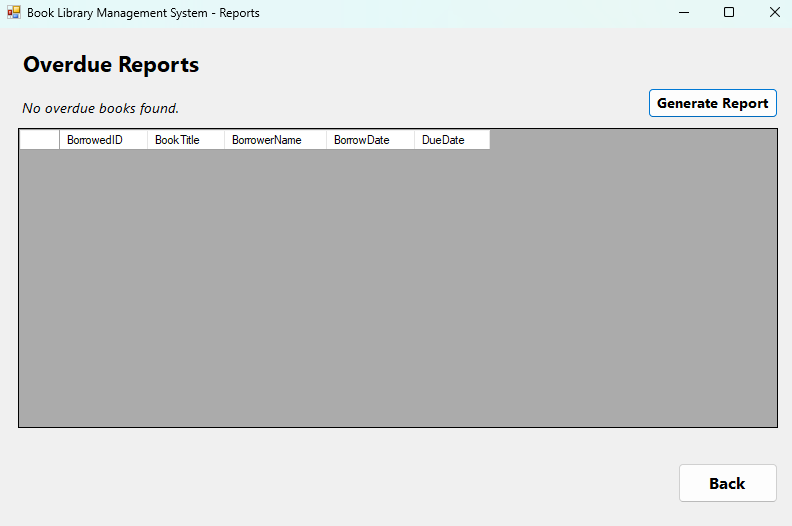 Book Library Management System - Reports
Overdue Reports
No overdue books found.
Generate Report
BorrowedID BookTitle BorrowerName BorrowDate DueDate
Back